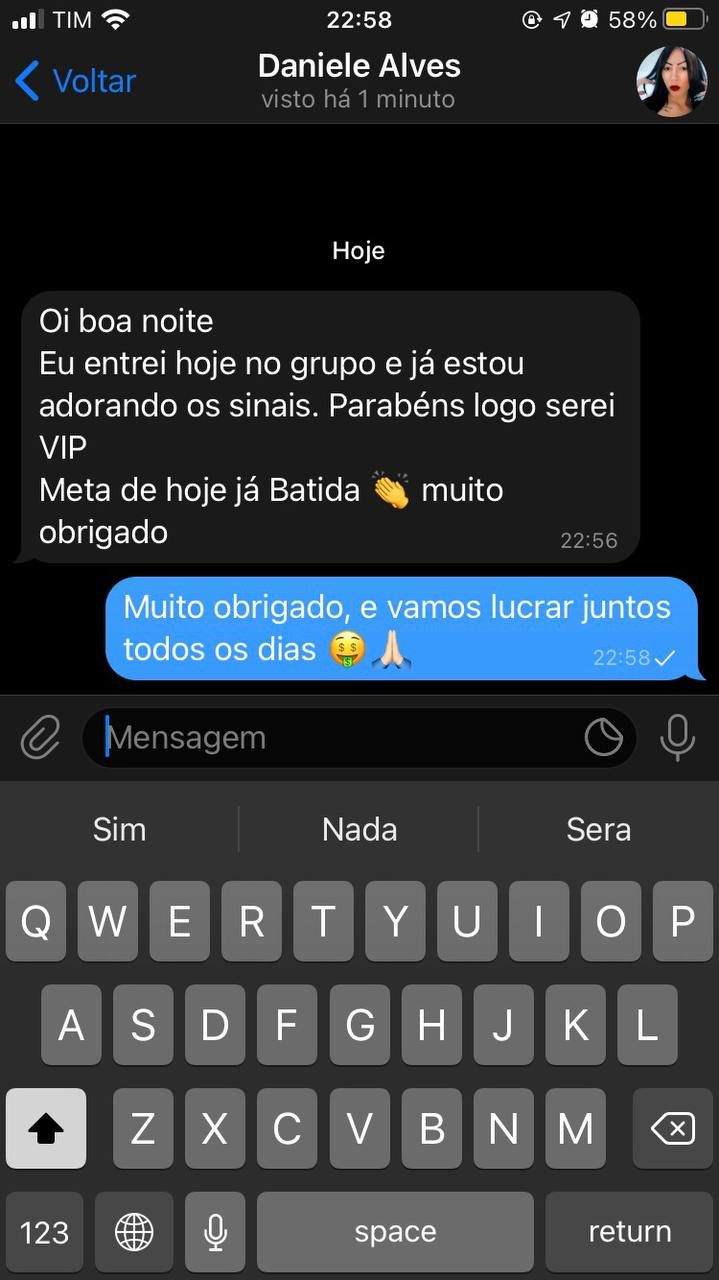 TIM 22:58 58%
Voltar
Daniele Alves
visto há 1 minuto
Hoje
Oi boa noite
Eu entrei hoje no grupo e já estou
adorando os sinais. Parabéns logo serei
VIP
Meta de hoje já Batida 👏 muito
obrigado
22:56
Muito obrigado, e vamos lucrar juntos
todos os dias 🤑🙏🏻
22:58
Mensagem
Sim Nada Sera
Q W E R T Y U I O P
A S D F G H J K L
Z X C V B N M
123 space return